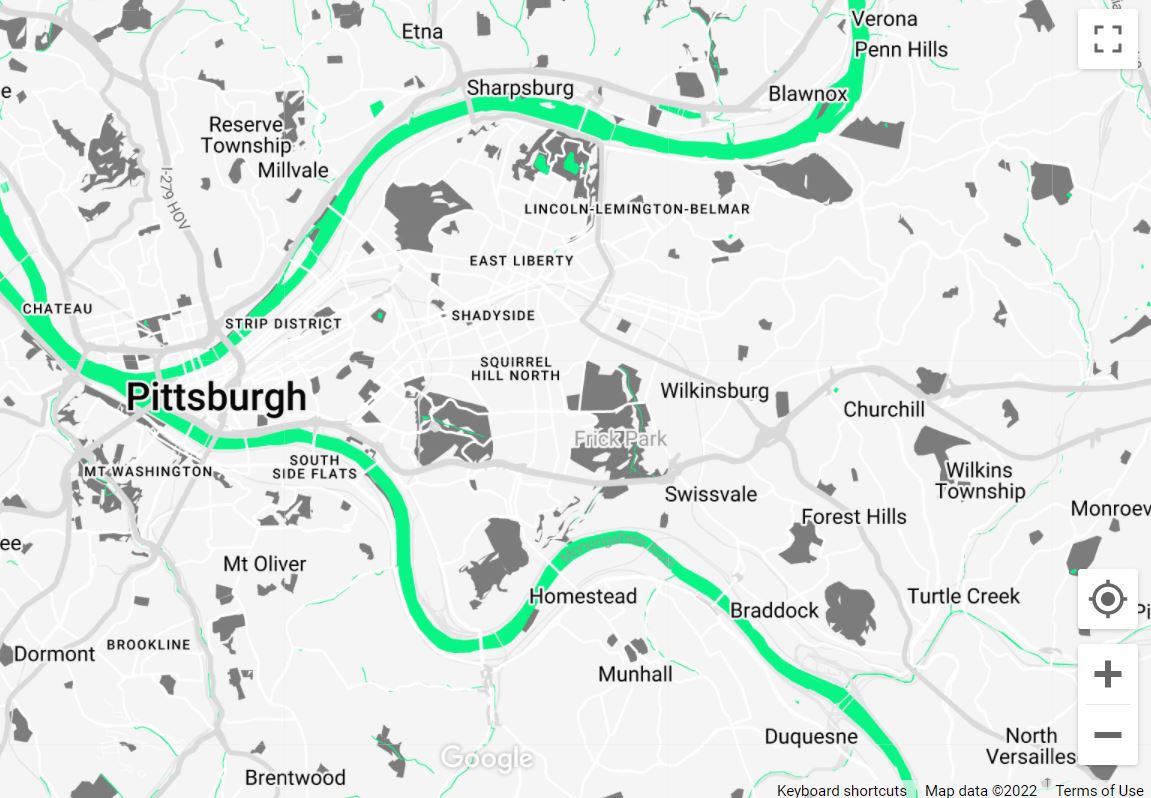 Etna
Verona
Penn Hills
Sharpsburg
Blawnox
Reserve
Township
Millvale
I-279 HOV
LINCOLN-LEMINGTON-BELMAR
EAST LIBERTY
CHATEAU
STRIP DISTRICT
SHADYSIDE
SQUIRREL
HILL NORTH
Pittsburgh
Wilkinsburg
Churchill
Frick Park
MT WASHINGTON
SOUTH
SIDE FLATS
Swissvale
Wilkins
Township
Forest Hills
Monroev
ee
Mt Oliver
Homestead
Braddock
Turtle Creek
Pi
BROOKLINE
Dormont
Munhall
Duquesne
North
Versailles
Brentwood
Google
Keyboard shortcuts
Map data ©2022
Terms of Use